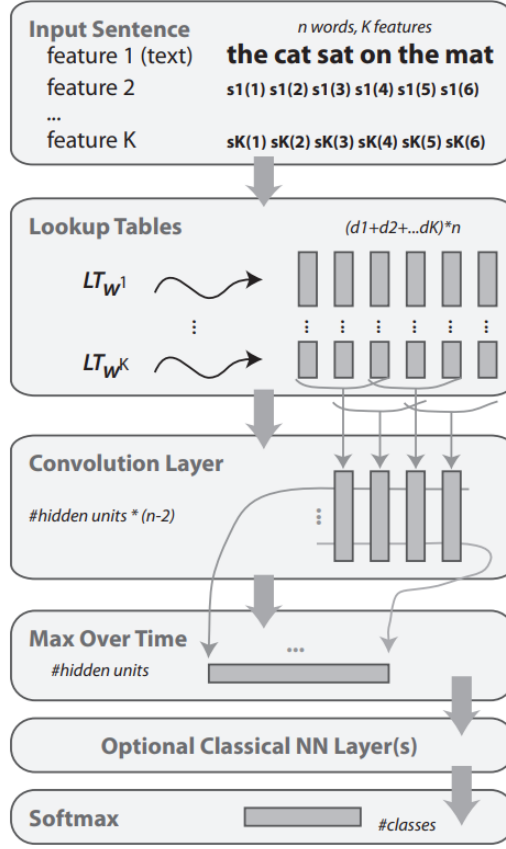 Input Sentence
n words, K features
feature 1 (text) the cat sat on the mat
feature 2 s1(1) s1(2) s1(3) s1(4) s1(5) s1(6)
...
feature K sK(1) sK(2) sK(3) sK(4) sK(5) sK(6)
Lookup Tables
(d1+d2+...dK)*n
LTW1
...
LTWK
Convolution Layer
#hidden units * (n-2)
Max Over Time
...
#hidden units
Optional Classical NN Layer(s)
Softmax
#classes